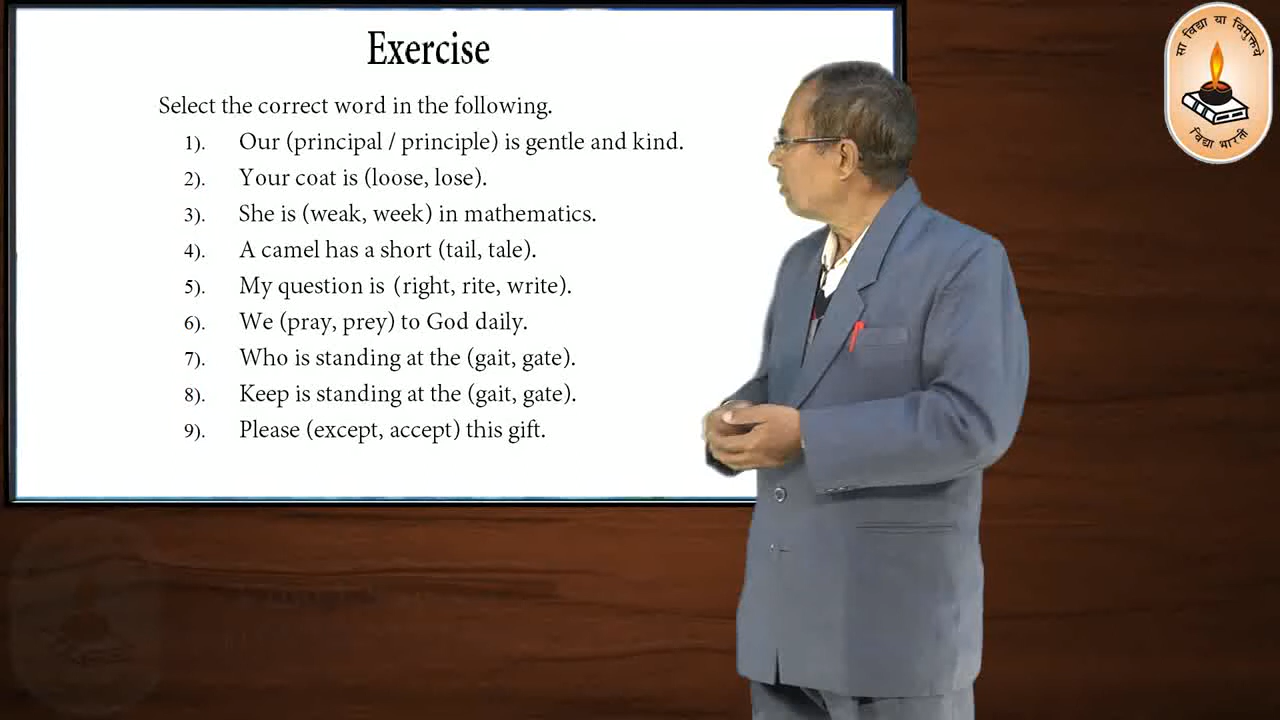 Exercise
Select the correct word in the following.
1). Our (principal / principle) is gentle and kind.
2). Your coat is (loose, lose).
3). She is (weak, week) in mathematics.
4). A camel has a short (tail, tale).
5). My question is (right, rite, write).
6). We (pray, prey) to God daily.
7). Who is standing at the (gait, gate).
8). Keep is standing at the (gait, gate).
9). Please (except, accept) this gift.
सा विद्या या विमुक्तये
विद्या भारती